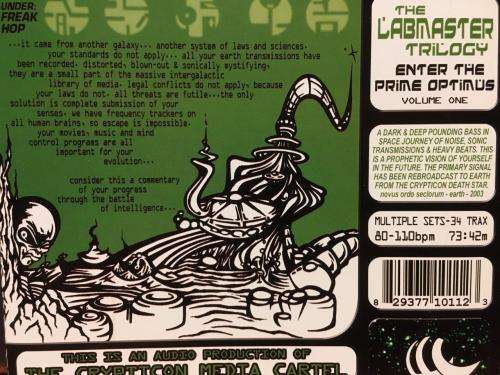 UNDER:
FREAK
HOP
...it came from another galaxy... another system of laws and sciences,
your standards do not apply... all your earth transmissions have
been recorded, distorted, blown-out & sonically mystifying,
they are a small part of the massive intergalactic
library of media, legal conflicts do not apply, because
your laws do not, all threats are futile...the only
solution is complete submission of your
senses, we have frequency trackers on
all human brains, so escape is impossible.
your movies, music and mind
control programs are all
important for your
evolution...
consider this a commentary
of your progress
through the battle
of intelligence...
THE
LABMASTER
TRILOGY
ENTER THE
PRIME OPTIMUS
VOLUME ONE
A DARK & DEEP POUNDING BASS IN
SPACE JOURNEY OF NOISE, SONIC
TRANSMISSIONS & HEAVY BEATS. THIS
IS A PROPHETIC VISION OF YOURSELF
IN THE FUTURE. THE PRIMARY SIGNAL
HAS BEEN REBROADCAST TO EARTH
FROM THE CRYPTICON DEATH STAR.
novus ordo seclorum - earth - 2003
MULTIPLE SETS-34 TRAX
80-110bpm 73:42m
8 29377 10112 3
THIS IS AN AUDIO PRODUCTION OF
THE CRYPTICON MEDIA CARTEL